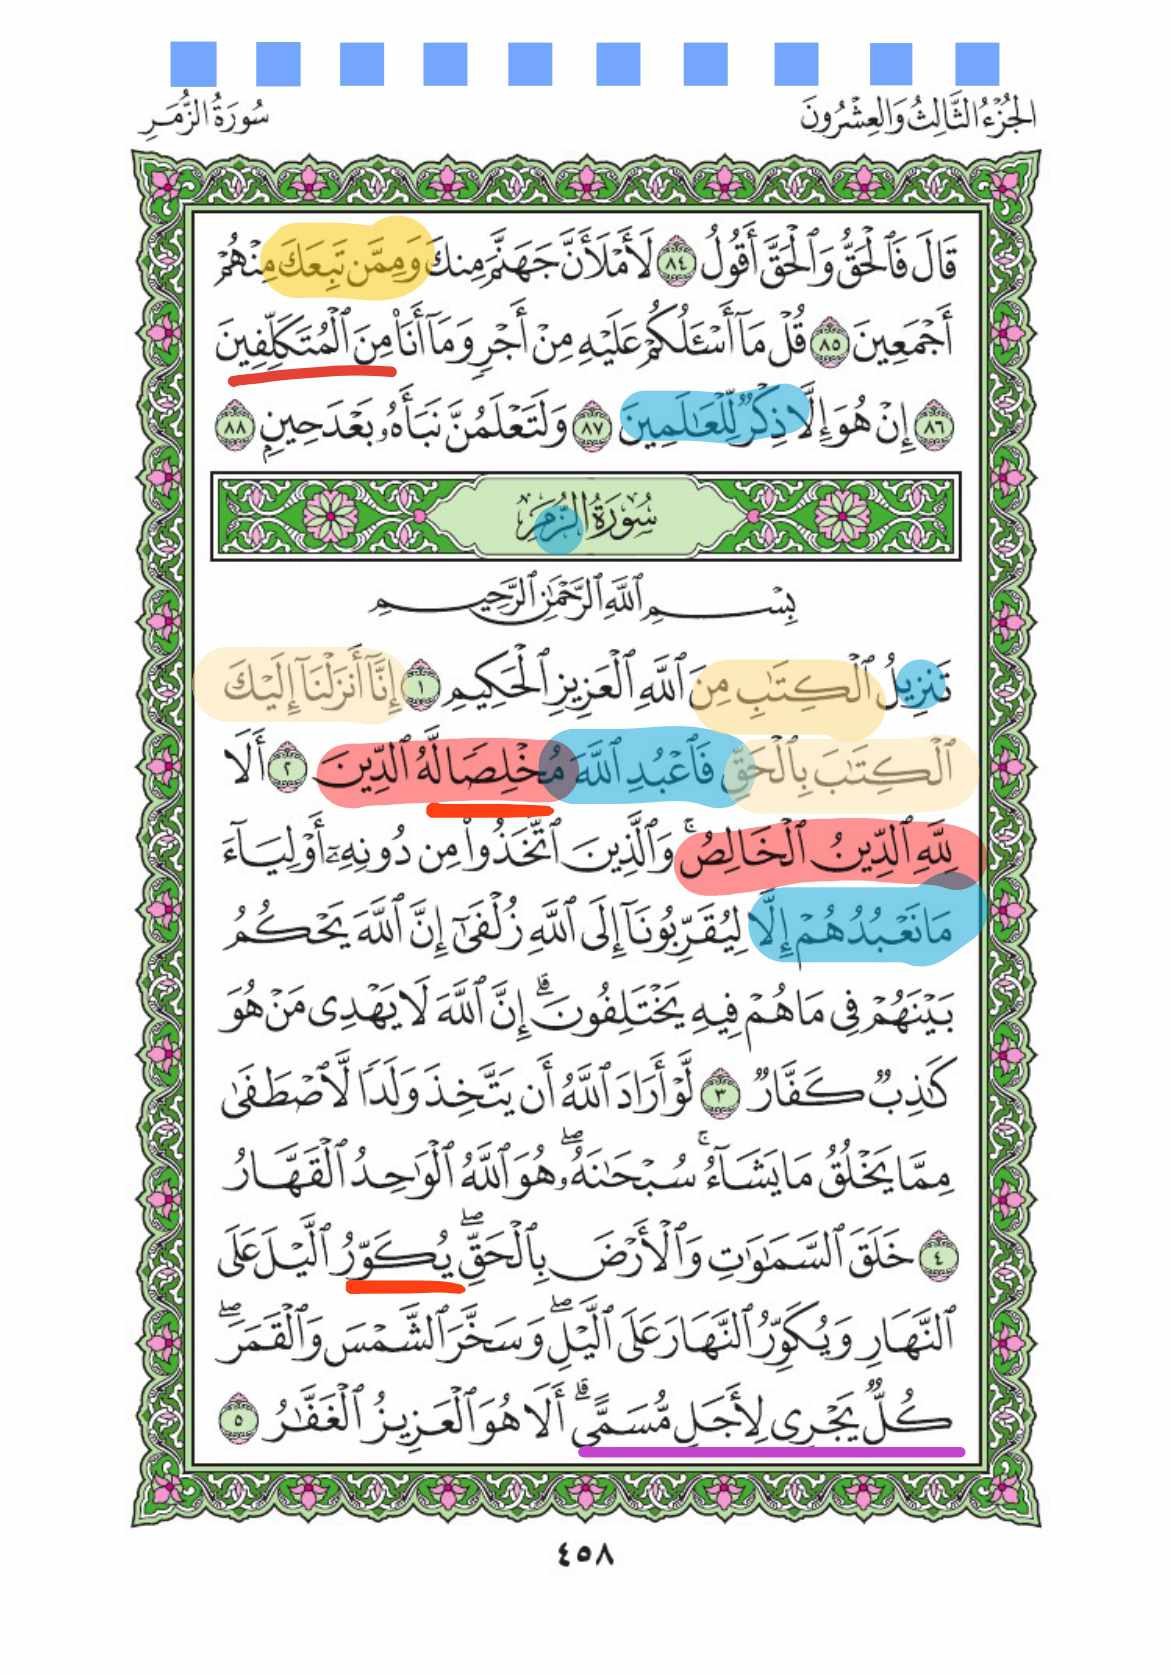 الجُزْءُ الثَّالِثُ وَالعِشْرُونَ
سُورَةُ الزُّمَرِ
قَالَ فَٱلْحَقُّ وَٱلْحَقَّ أَقُولُ ٨٤ لَأَمْلَأَنَّ جَهَنَّمَ مِنكَ وَمِمَّن تَبِعَكَ مِنْهُمْ
أَجْمَعِينَ ٨٥ قُلْ مَآ أَسْـَٔلُكُمْ عَلَيْهِ مِنْ أَجْرٍ وَمَآ أَنَا۠ مِنَ ٱلْمُتَكَلِّفِينَ
٨٦ إِنْ هُوَ إِلَّا ذِكْرٌ لِّلْعَـٰلَمِينَ ٨٧ وَلَتَعْلَمُنَّ نَبَأَهُۥ بَعْدَ حِينٍۭ ٨٨
سُورَةُ الزُّمَرِ
بِسْمِ ٱللَّهِ ٱلرَّحْمَـٰنِ ٱلرَّحِيمِ
تَنزِيلُ ٱلْكِتَـٰبِ مِنَ ٱللَّهِ ٱلْعَزِيزِ ٱلْحَكِيمِ ١ إِنَّآ أَنزَلْنَآ إِلَيْكَ
ٱلْكِتَـٰبَ بِٱلْحَقِّ فَٱعْبُدِ ٱللَّهَ مُخْلِصًا لَّهُ ٱلدِّينَ ٢ أَلَا
لِلَّهِ ٱلدِّينُ ٱلْخَالِصُ ۚ وَٱلَّذِينَ ٱتَّخَذُوا۟ مِن دُونِهِۦٓ أَوْلِيَآءَ
مَا نَعْبُدُهُمْ إِلَّا لِيُقَرِّبُونَآ إِلَى ٱللَّهِ زُلْفَىٰٓ إِنَّ ٱللَّهَ يَحْكُمُ
بَيْنَهُمْ فِى مَا هُمْ فِيهِ يَخْتَلِفُونَ ۗ إِنَّ ٱللَّهَ لَا يَهْدِى مَنْ هُوَ
كَـٰذِبٌ كَفَّارٌ ٣ لَّوْ أَرَادَ ٱللَّهُ أَن يَتَّخِذَ وَلَدًا لَّٱصْطَفَىٰ
مِمَّا يَخْلُقُ مَا يَشَآءُ ۚ سُبْحَـٰنَهُۥ ۖ هُوَ ٱللَّهُ ٱلْوَٰحِدُ ٱلْقَهَّارُ
٤ خَلَقَ ٱلسَّمَـٰوَٰتِ وَٱلْأَرْضَ بِٱلْحَقِّ ۖ يُكَوِّرُ ٱلَّيْلَ عَلَى
ٱلنَّهَارِ وَيُكَوِّرُ ٱلنَّهَارَ عَلَى ٱلَّيْلِ ۖ وَسَخَّرَ ٱلشَّمْسَ وَٱلْقَمَرَ ۖ
كُلٌّ يَجْرِى لِأَجَلٍ مُّسَمًّى ۗ أَلَا هُوَ ٱلْعَزِيزُ ٱلْغَفَّـٰرُ ٥
٤٥٨